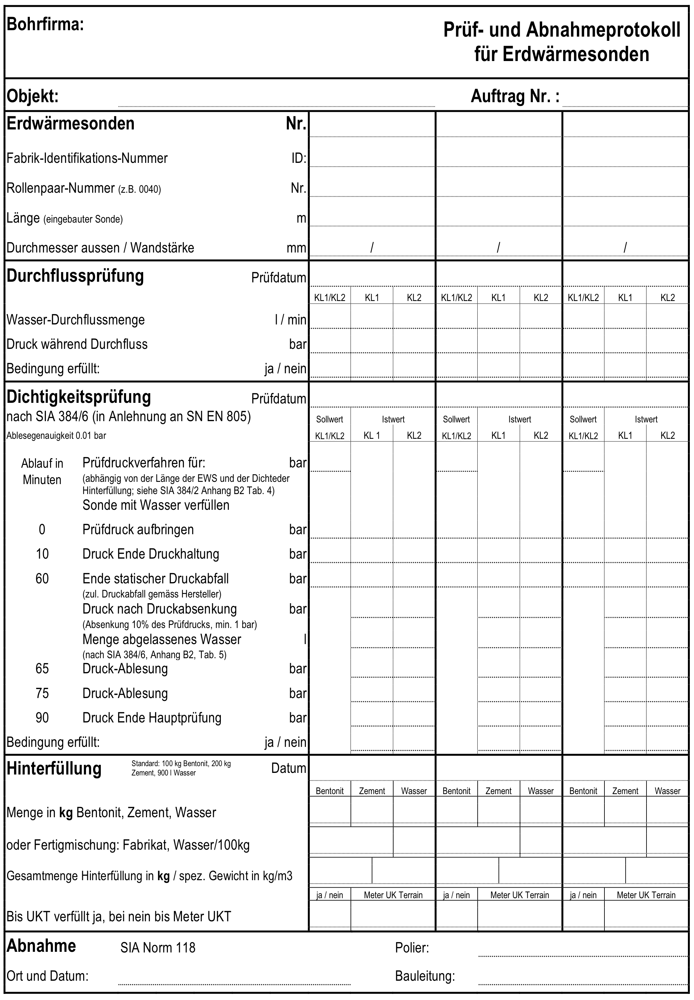 Bohrfirma:
Prüf- und Abnahmeprotokoll
für Erdwärmesonden
Objekt: Auftrag Nr. :
Erdwärmesonden Nr.
Fabrik-Identifikations-Nummer ID:
Rollenpaar-Nummer (z.B. 0040) Nr.
Länge (eingebauter Sonde) m
Durchmesser aussen / Wandstärke mm / / /
Durchflussprüfung Prüfdatum
KL1/KL2 KL1 KL2 KL1/KL2 KL1 KL2 KL1/KL2 KL1 KL2
Wasser-Durchflussmenge l / min
Druck während Durchfluss bar
Bedingung erfüllt: ja / nein
Dichtigkeitsprüfung Prüfdatum
nach SIA 384/6 (in Anlehnung an SN EN 805) Sollwert Istwert Sollwert Istwert Sollwert Istwert
Ablesegenauigkeit 0.01 bar KL1/KL2 KL 1 KL2 KL1/KL2 KL1 KL2 KL1/KL2 KL1 KL2
Ablauf in Prüfdruckverfahren für: bar
Minuten (abhängig von der Länge der EWS und der Dichteder
Hinterfüllung; siehe SIA 384/2 Anhang B2 Tab. 4)
Sonde mit Wasser verfüllen
0 Prüfdruck aufbringen bar
10 Druck Ende Druckhaltung bar
60 Ende statischer Druckabfall bar
(zul. Druckabfall gemäss Hersteller)
Druck nach Druckabsenkung bar
(Absenkung 10% des Prüfdrucks, min. 1 bar)
Menge abgelassenes Wasser l
(nach SIA 384/6, Anhang B2, Tab. 5)
65 Druck-Ablesung bar
75 Druck-Ablesung bar
90 Druck Ende Hauptprüfung bar
Bedingung erfüllt: ja / nein
Hinterfüllung Standard: 100 kg Bentonit, 200 kg Datum
Zement, 900 l Wasser
Bentonit Zement Wasser Bentonit Zement Wasser Bentonit Zement Wasser
Menge in kg Bentonit, Zement, Wasser
oder Fertigmischung: Fabrikat, Wasser/100kg
Gesamtmenge Hinterfüllung in kg / spez. Gewicht in kg/m3
ja / nein Meter UK Terrain ja / nein Meter UK Terrain ja / nein Meter UK Terrain
Bis UKT verfüllt ja, bei nein bis Meter UKT
Abnahme SIA Norm 118 Polier:
Ort und Datum: Bauleitung: